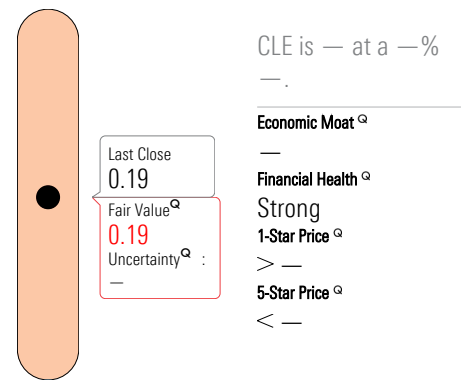 CLE is — at a —%
—.
Economic Moat Q
—
Financial Health Q
Strong
1-Star Price Q
> —
5-Star Price Q
< —
Last Close
0.19
Fair Value Q
0.19
Uncertainty Q :
—